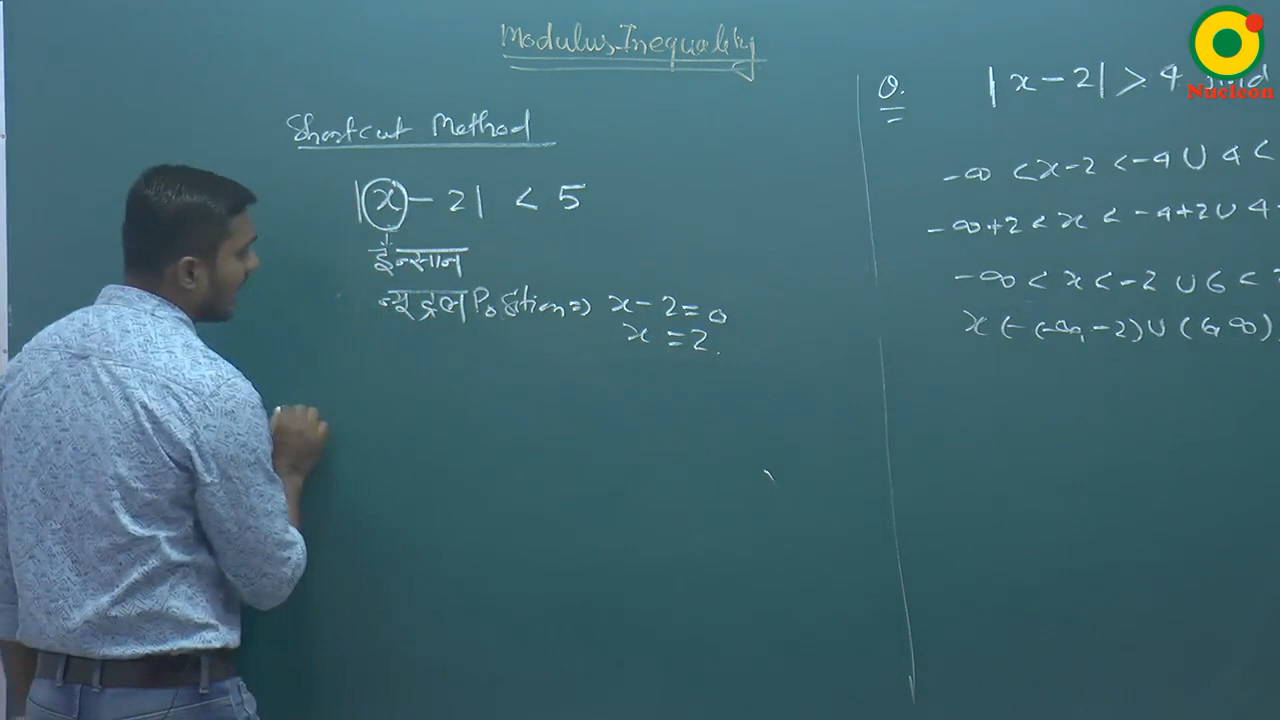 Modulus Inequality
Shortcut Method
|x - 2| < 5
इंन्सान
न्यूट्रल Position => x - 2 = 0
x = 2.
Q. |x - 2| > 4
-∞ < x - 2 < -4 ∪ 4 <
-∞+2 < x < -4+2 ∪ 4
-∞ < x < -2 ∪ 6 <
x ∈ (-∞, -2) ∪ (6, ∞)
Nucleon